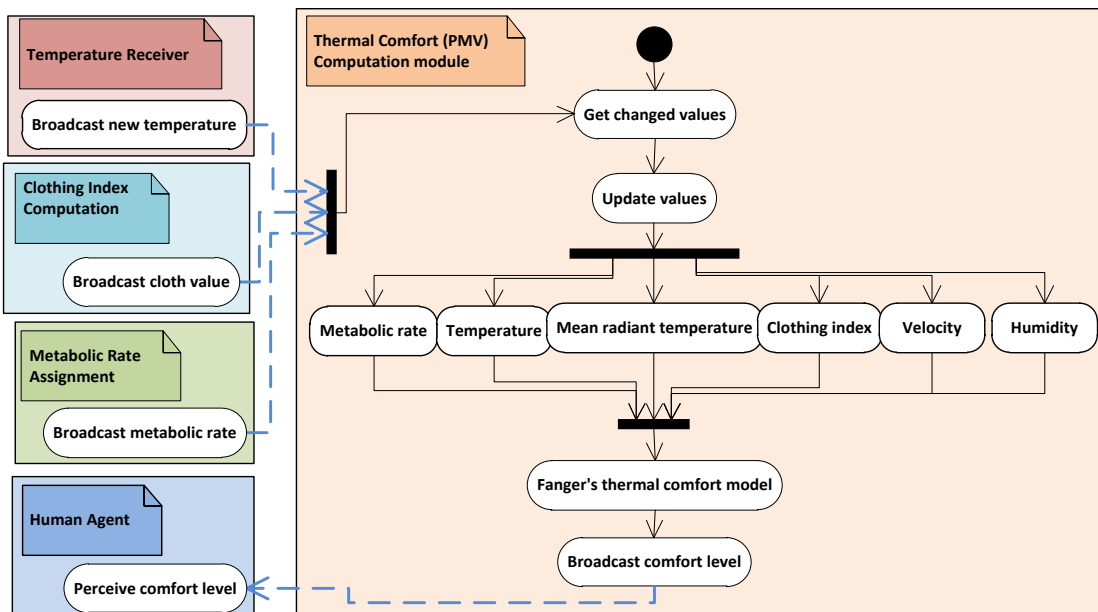 Temperature Receiver
Broadcast new temperature
Clothing Index
Computation
Broadcast cloth value
Metabolic Rate
Assignment
Broadcast metabolic rate
Human Agent
Perceive comfort level
Thermal Comfort (PMV)
Computation module
Get changed values
Update values
Metabolic rate
Temperature
Mean radiant temperature
Clothing index
Velocity
Humidity
Fanger's thermal comfort model
Broadcast comfort level